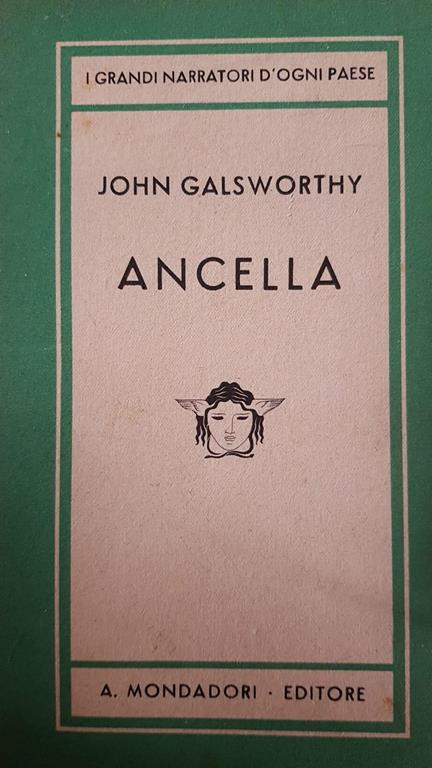 I GRANDI NARRATORI D'OGNI PAESE
JOHN GALSWORTHY
ANCELLA
A. MONDADORI · EDITORE